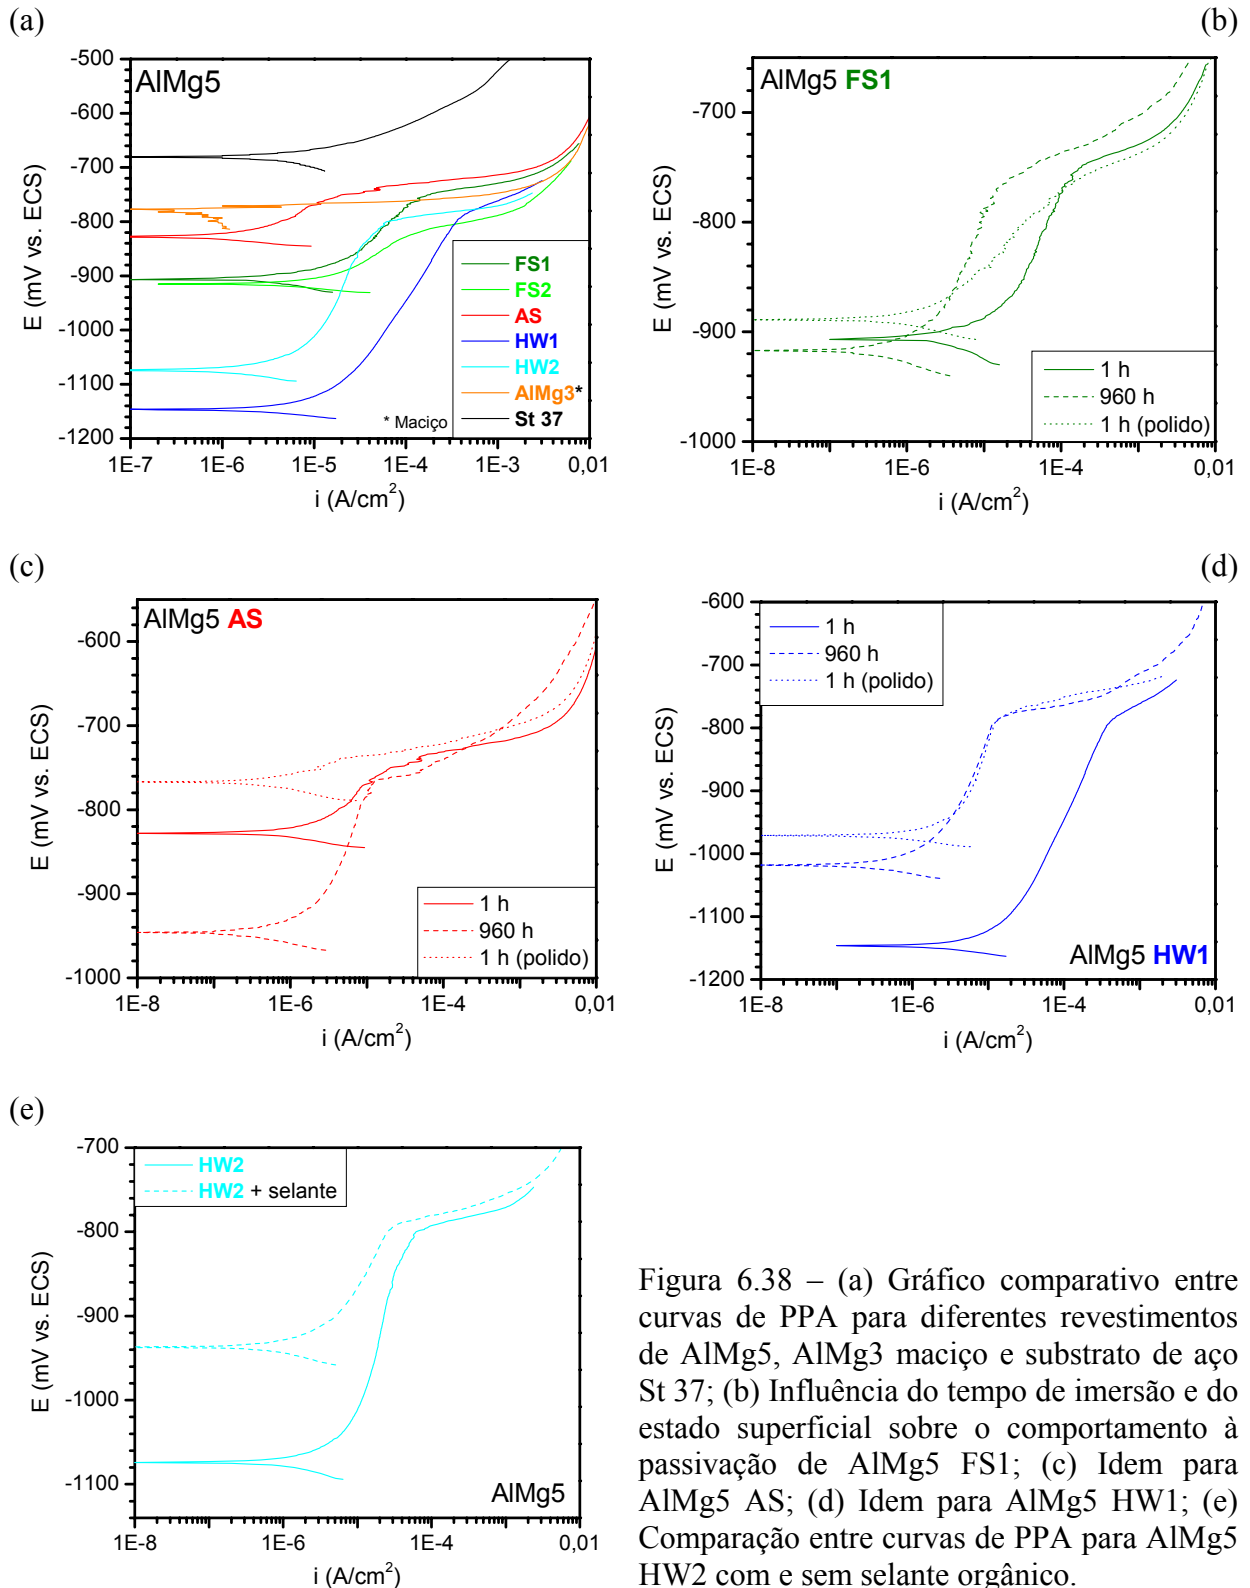 (a)
AlMg5
-500
-600
-700
-800
-900
-1000
-1100
-1200
E (mV vs. ECS)
FS1
FS2
AS
HW1
HW2
AlMg3*
St 37
* Maciço
1E-7 1E-6 1E-5 1E-4 1E-3 0,01
i (A/cm²)
(b)
AlMg5 FS1
-700
-800
-900
-1000
E (mV vs. ECS)
1 h
960 h
1 h (polido)
1E-8 1E-6 1E-4 0,01
i (A/cm²)
(c)
AlMg5 AS
-600
-700
-800
-900
-1000
E (mV vs. ECS)
1 h
960 h
1 h (polido)
1E-8 1E-6 1E-4 0,01
i (A/cm²)
(d)
-600
-700
-800
-900
-1000
-1100
-1200
E (mV vs. ECS)
1 h
960 h
1 h (polido)
AlMg5 HW1
1E-8 1E-6 1E-4 0,01
i (A/cm²)
(e)
-700
-800
-900
-1000
-1100
E (mV vs. ECS)
HW2
HW2 + selante
AlMg5
1E-8 1E-6 1E-4 0,01
i (A/cm²)
Figura 6.38 – (a) Gráfico comparativo entre
curvas de PPA para diferentes revestimentos
de AlMg5, AlMg3 maciço e substrato de aço
St 37; (b) Influência do tempo de imersão e do
estado superficial sobre o comportamento à
passivação de AlMg5 FS1; (c) Idem para
AlMg5 AS; (d) Idem para AlMg5 HW1; (e)
Comparação entre curvas de PPA para AlMg5
HW2 com e sem selante orgânico.